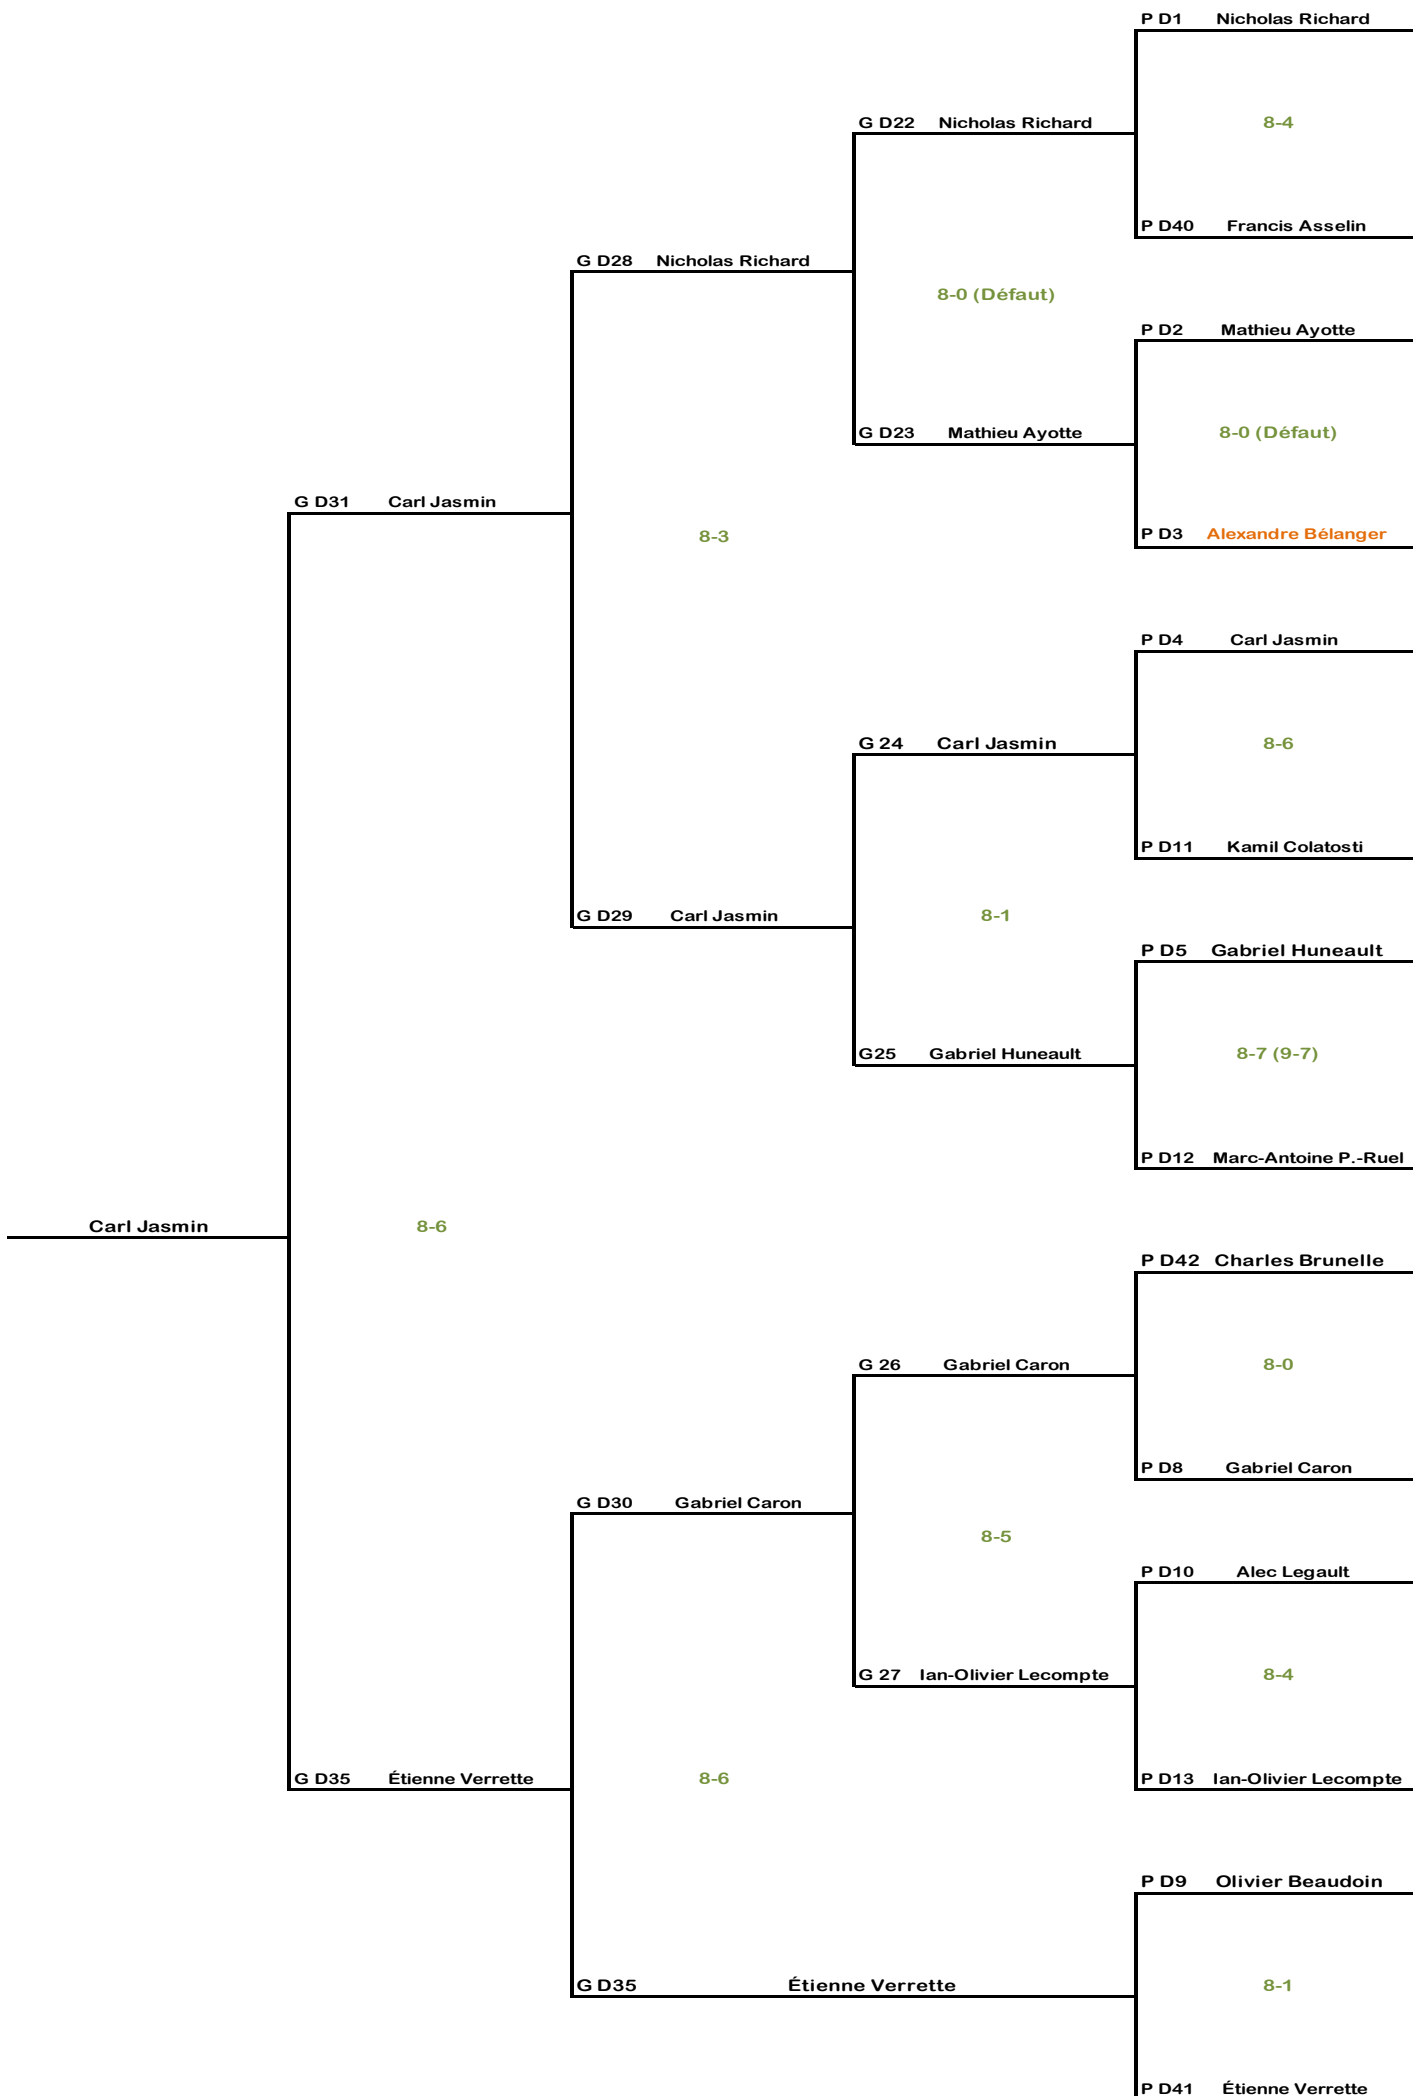 P D1 Nicholas Richard
G D22 Nicholas Richard 8-4
P D40 Francis Asselin
G D28 Nicholas Richard
8-0 (Défaut)
P D2 Mathieu Ayotte
G D23 Mathieu Ayotte 8-0 (Défaut)
G D31 Carl Jasmin
8-3 P D3 Alexandre Bélanger
P D4 Carl Jasmin
G 24 Carl Jasmin 8-6
P D11 Kamil Colatosti
G D29 Carl Jasmin 8-1
P D5 Gabriel Huneault
G25 Gabriel Huneault 8-7 (9-7)
P D12 Marc-Antoine P.-Ruel
Carl Jasmin 8-6
P D42 Charles Brunelle
G 26 Gabriel Caron 8-0
P D8 Gabriel Caron
G D30 Gabriel Caron
8-5
P D10 Alec Legault
G 27 Ian-Olivier Lecompte 8-4
G D35 Étienne Verrette 8-6 P D13 Ian-Olivier Lecompte
P D9 Olivier Beaudoin
G D35 Étienne Verrette 8-1
P D41 Étienne Verrette